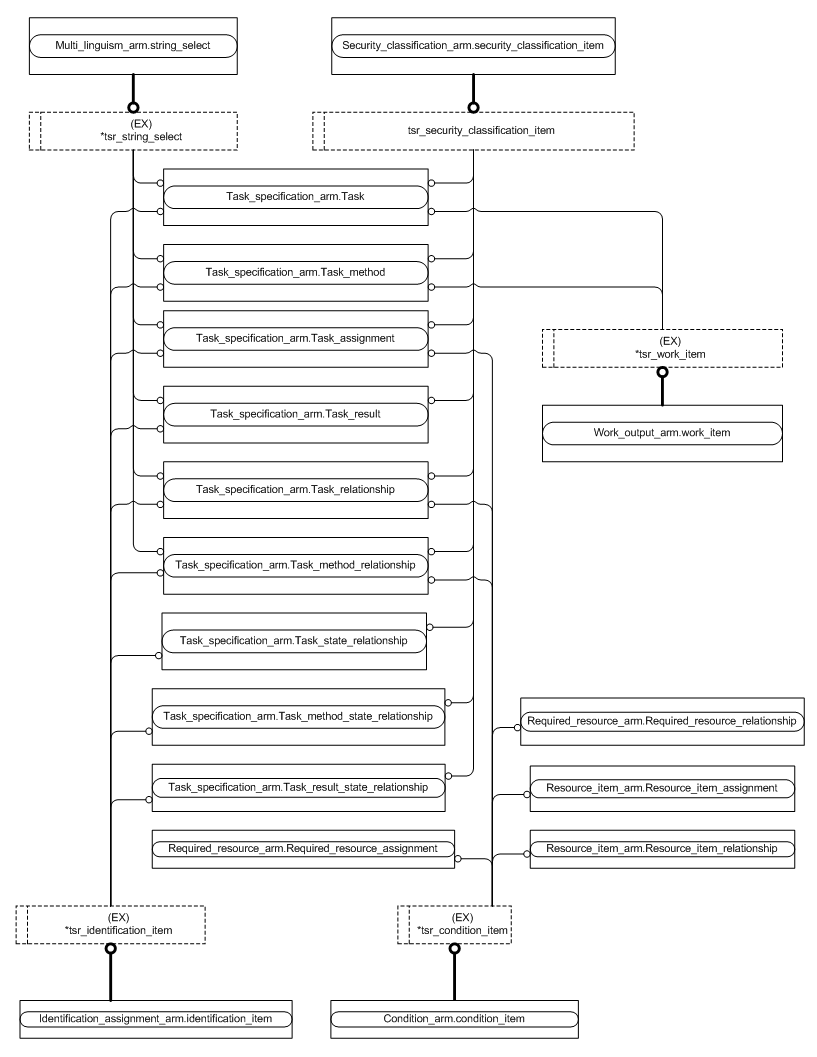 Multi_linguism_arm.string_select
Security_classification_arm.security_classification_item
(EX)
*tsr_string_select
tsr_security_classification_item
Task_specification_arm.Task
Task_specification_arm.Task_method
Task_specification_arm.Task_assignment
(EX)
*tsr_work_item
Task_specification_arm.Task_result
Work_output_arm.work_item
Task_specification_arm.Task_relationship
Task_specification_arm.Task_method_relationship
Task_specification_arm.Task_state_relationship
Task_specification_arm.Task_method_state_relationship
Required_resource_arm.Required_resource_relationship
Task_specification_arm.Task_result_state_relationship
Resource_item_arm.Resource_item_assignment
Required_resource_arm.Required_resource_assignment
Resource_item_arm.Resource_item_relationship
(EX)
*tsr_identification_item
(EX)
*tsr_condition_item
Identification_assignment_arm.identification_item
Condition_arm.condition_item